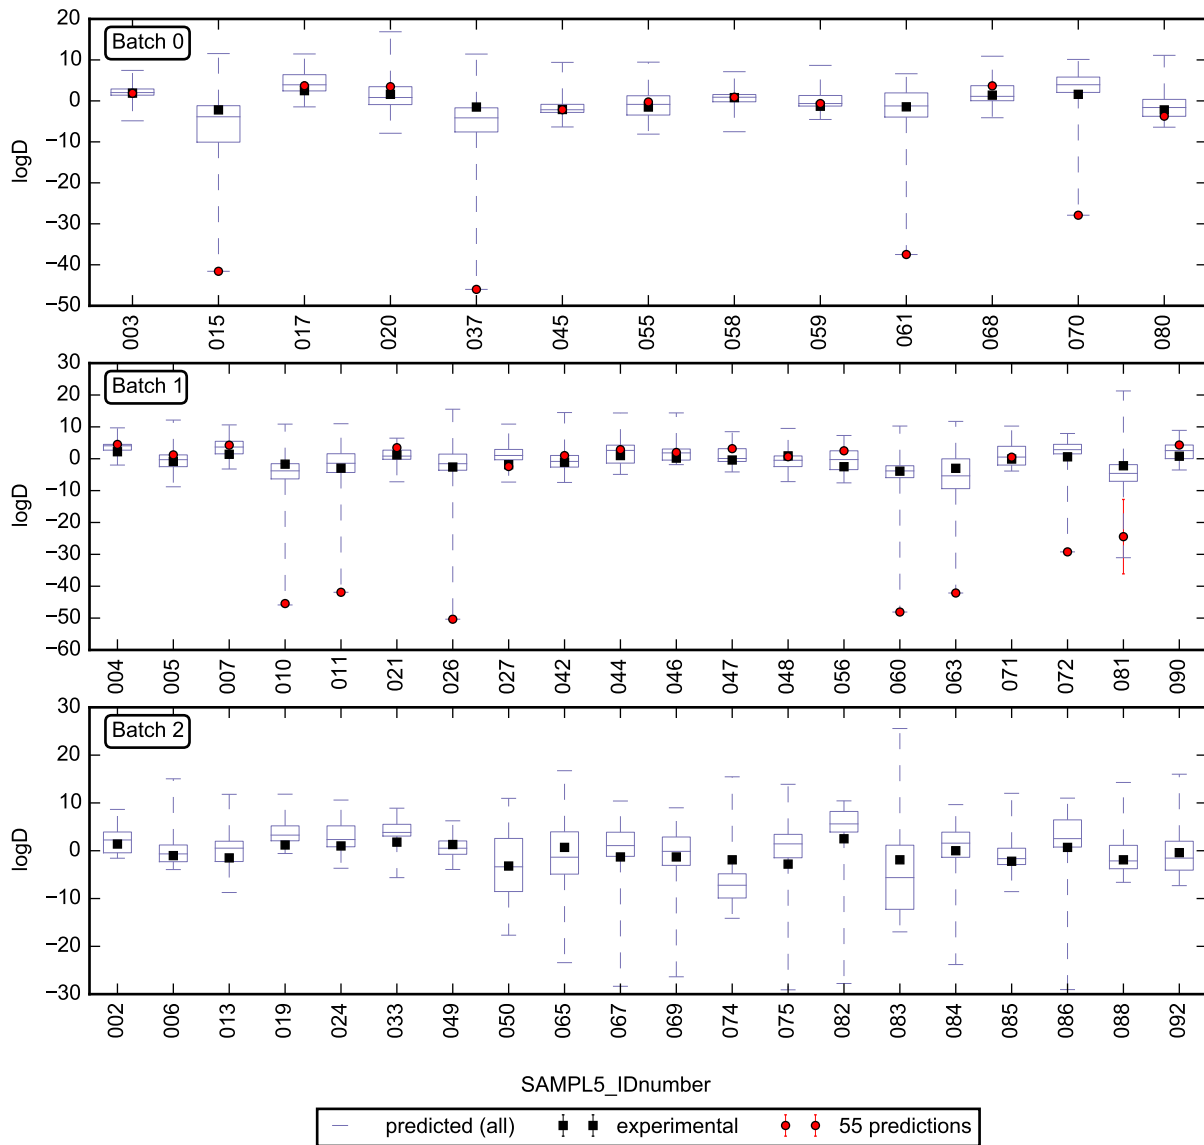 20
Batch 0
10
0
−10
−20
−30
−40
−50
logD
003 015 017 020 037 045 055 058 059 061 068 070 080
30
Batch 1
20
10
0
−10
−20
−30
−40
−50
−60
logD
004 005 007 010 011 021 026 027 042 044 046 047 048 056 060 063 071 072 081 090
30
Batch 2
20
10
0
−10
−20
−30
logD
002 006 013 019 024 033 049 050 065 067 069 074 075 082 083 084 085 086 088 092
SAMPL5_IDnumber
predicted (all) experimental 55 predictions